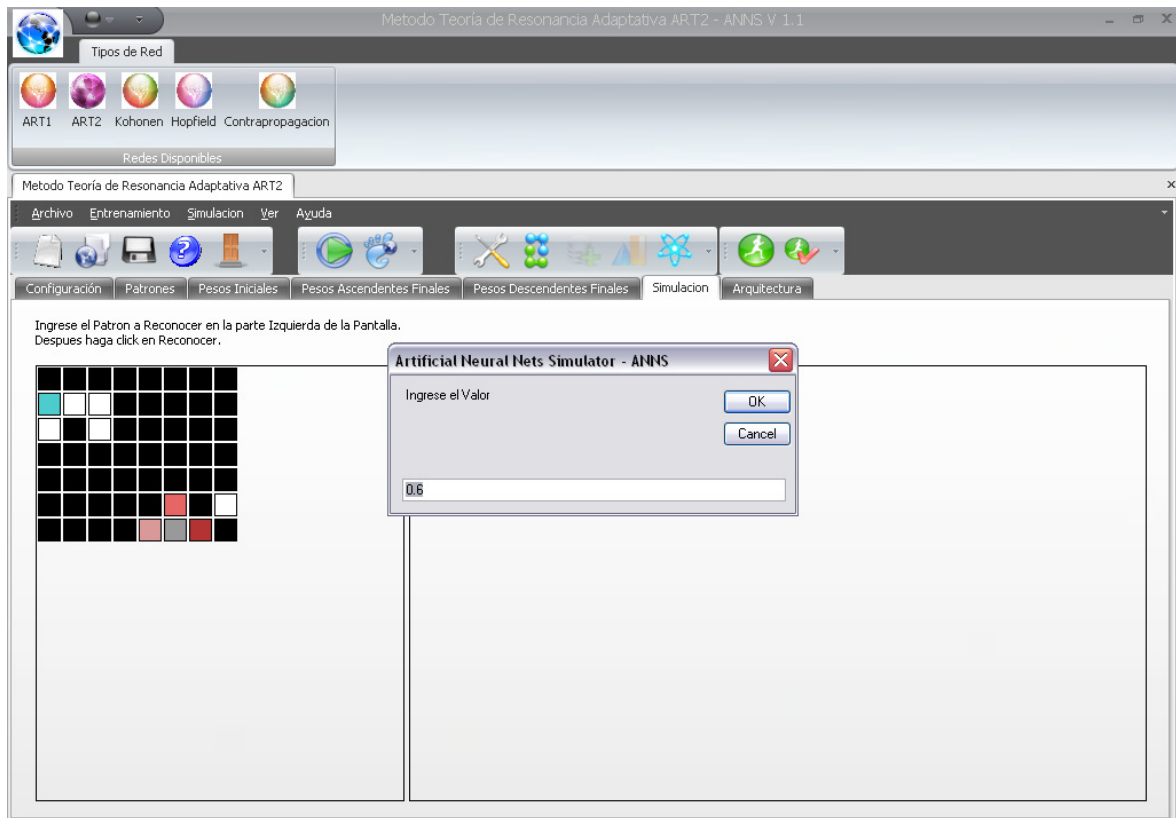 Metodo Teoría de Resonancia Adaptativa ART2 - ANNS V 1.1
Tipos de Red
ART1 ART2 Kohonen Hopfield Contrapropagacion
Redes Disponibles
Metodo Teoría de Resonancia Adaptativa ART2
Archivo Entrenamiento Simulacion Ver Ayuda
Configuración Patrones Pesos Iniciales Pesos Ascendentes Finales Pesos Descendentes Finales Simulacion Arquitectura
Ingrese el Patron a Reconocer en la parte Izquierda de la Pantalla.
Despues haga click en Reconocer.
Artificial Neural Nets Simulator - ANNS
Ingrese el Valor
OK
Cancel
0.6